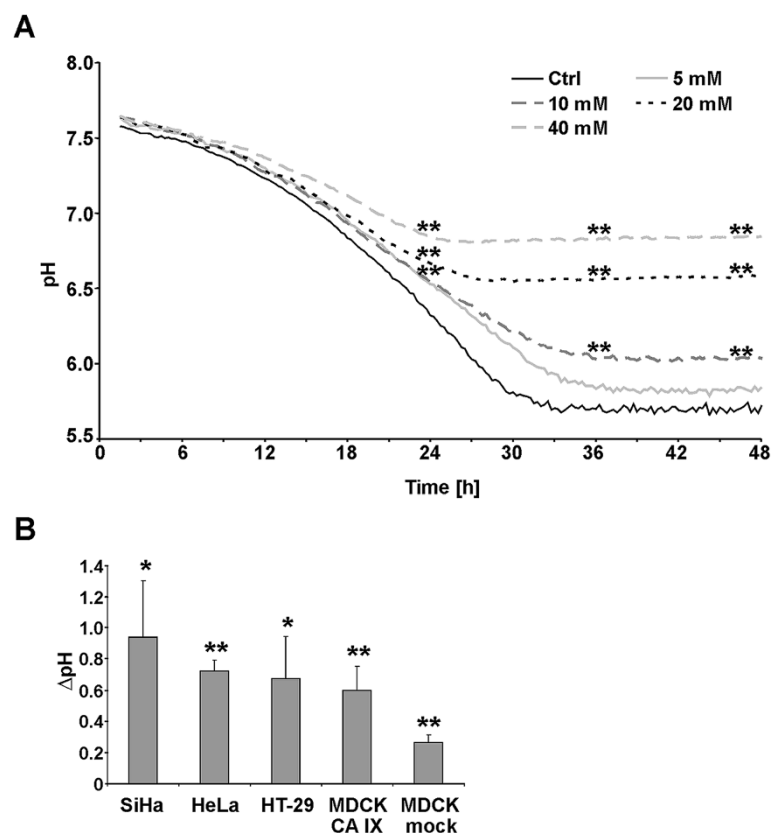 A
8.0
7.5
7.0
6.5
6.0
5.5
pH
Ctrl
5 mM
10 mM
20 mM
40 mM
**
**
**
**
**
**
**
**
**
0 6 12 18 24 30 36 42 48
Time [h]
B
1.4
1.2
1.0
0.8
0.6
0.4
0.2
0
ΔpH
*
**
*
**
**
SiHa HeLa HT-29 MDCK MDCK
CA IX mock